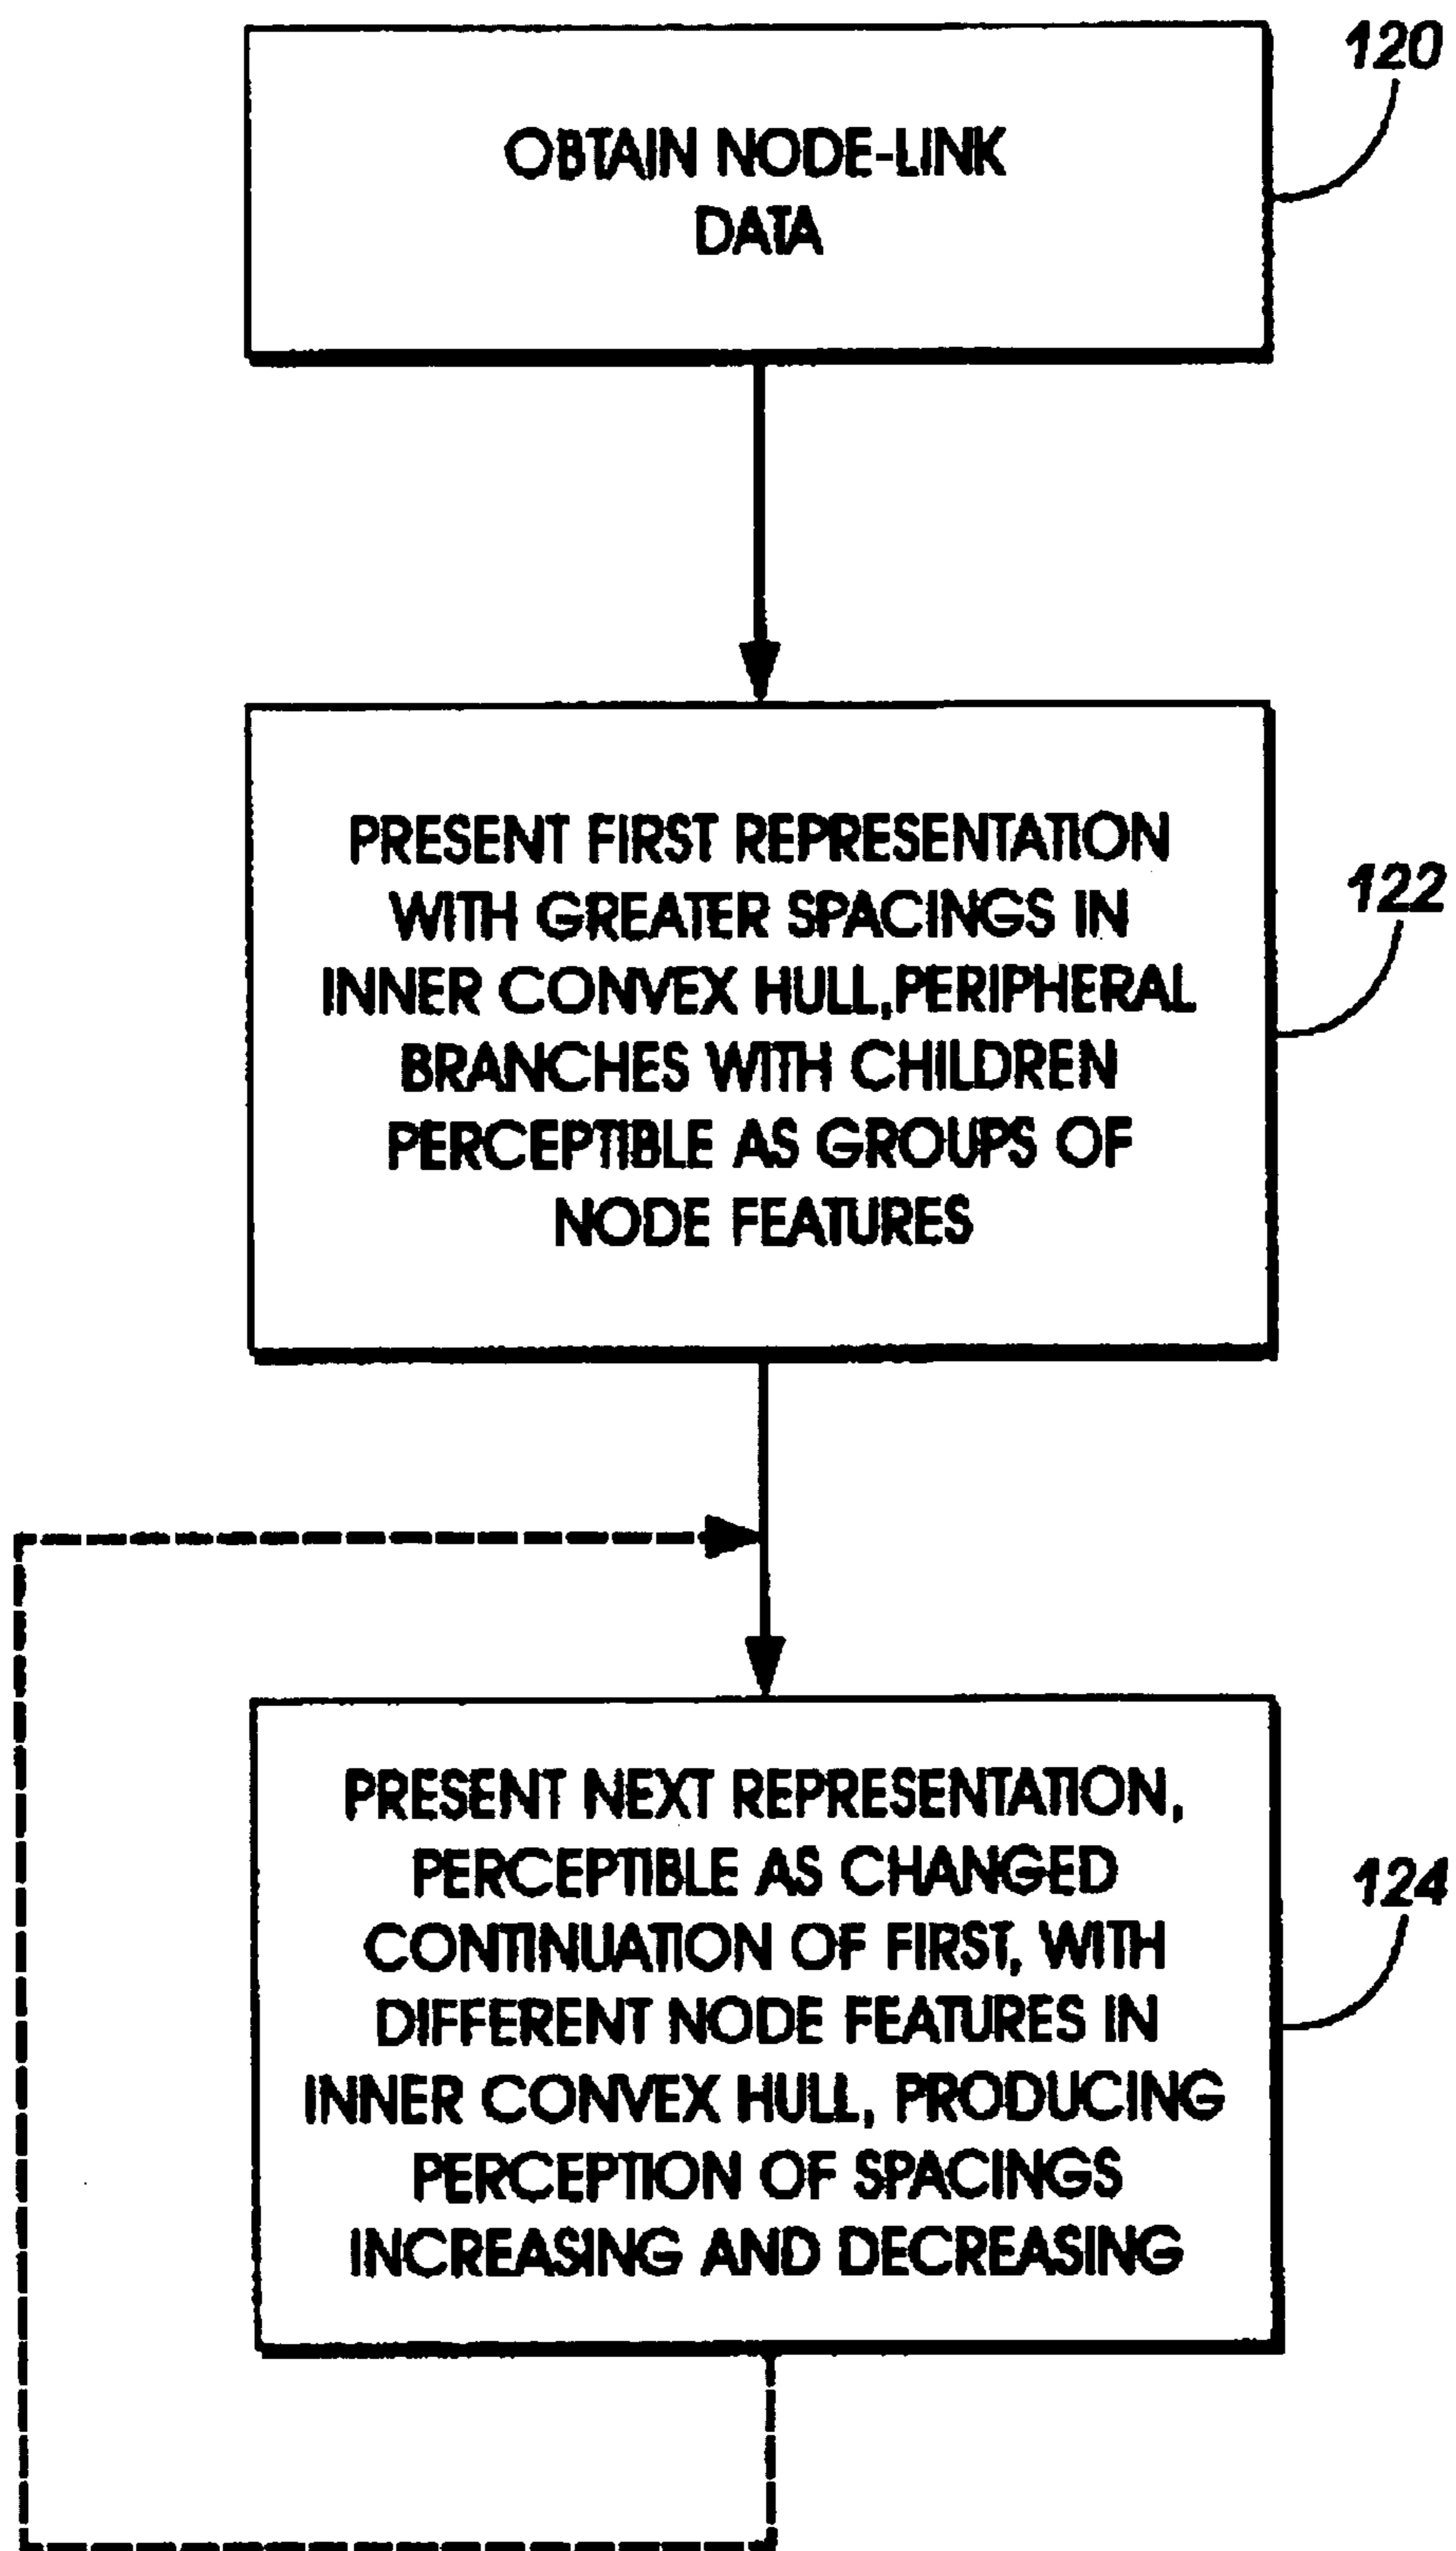 120
OBTAIN NODE-LINK
DATA
PRESENT FIRST REPRESENTATION
WITH GREATER SPACINGS IN
INNER CONVEX HULL,PERIPHERAL
BRANCHES WITH CHILDREN
PERCEPTIBLE AS GROUPS OF
NODE FEATURES
122
PRESENT NEXT REPRESENTATION,
PERCEPTIBLE AS CHANGED
CONTINUATION OF FIRST, WITH
DIFFERENT NODE FEATURES IN
INNER CONVEX HULL, PRODUCING
PERCEPTION OF SPACINGS
INCREASING AND DECREASING
124